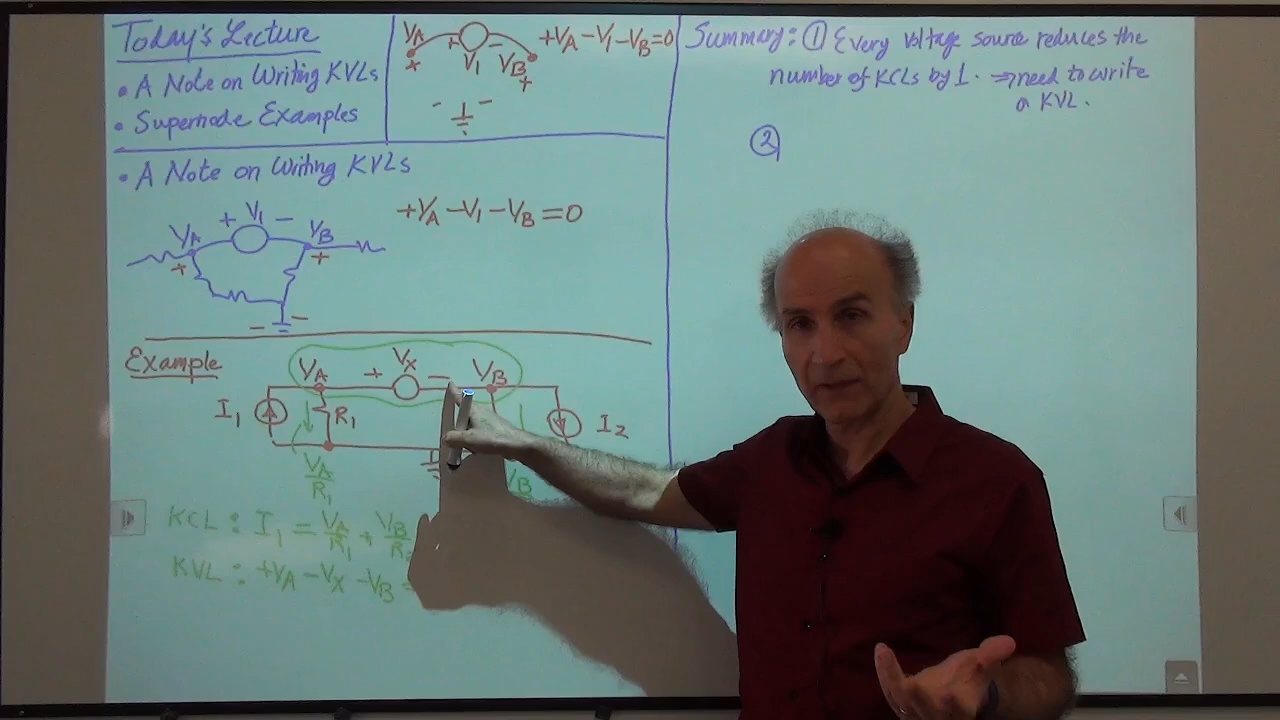 Today's Lecture
• A Note on Writing KVLs
• Supernode Examples
VA + V1 − VB +VA −V1 −VB =0
+ +
− −
Summary: ① Every voltage source reduces the
number of KCLs by 1. ⇒ need to write
a KVL.
②
• A Note on Writing KVLs
+VA −V1 −VB =0
+ V1 −
VA VB
+ +
− −
Example
VA + VX − VB
I1 R1 I2
VA/R1 VB
KCL : I1 = VA/R1 + VB/R
KVL : +VA −VX −VB =